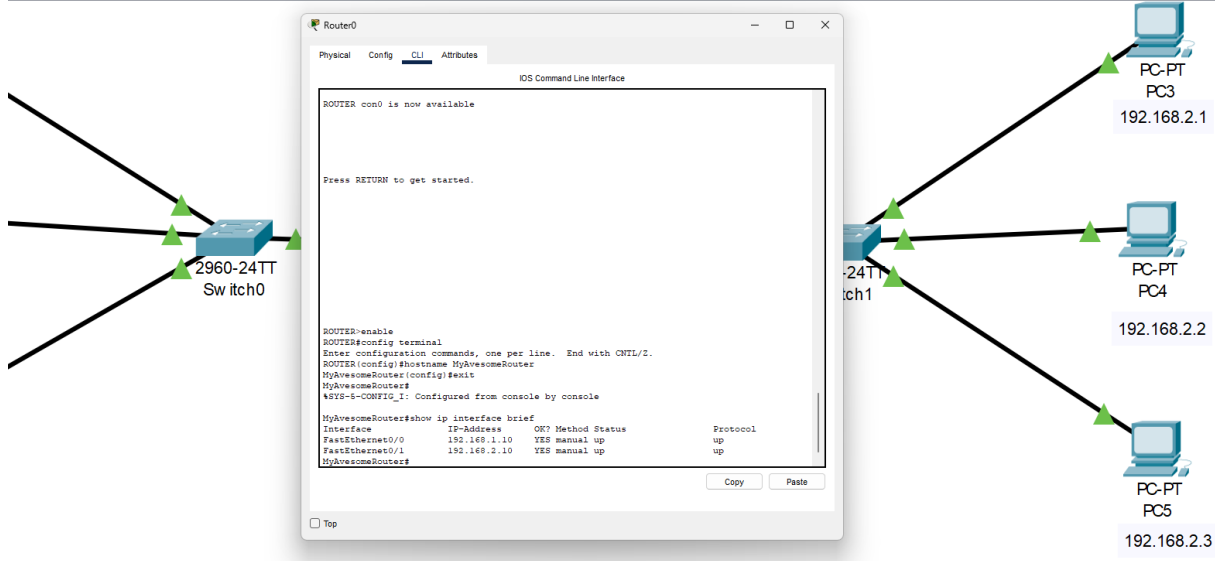 Router0
Physical Config CLI Attributes
IOS Command Line Interface
ROUTER con0 is now available
Press RETURN to get started.
ROUTER>enable
ROUTER#config terminal
Enter configuration commands, one per line.  End with CNTL/Z.
ROUTER(config)#hostname MyAvesomeRouter
MyAvesomeRouter(config)#exit
MyAvesomeRouter#
%SYS-5-CONFIG_I: Configured from console by console
MyAvesomeRouter#show ip interface brief
Interface IP-Address OK? Method Status Protocol
FastEthernet0/0 192.168.1.10 YES manual up up
FastEthernet0/1 192.168.2.10 YES manual up up
MyAvesomeRouter#
Copy Paste
Top
2960-24TT
Switch0
-24TT
tch1
PC-PT
PC3
192.168.2.1
PC-PT
PC4
192.168.2.2
PC-PT
PC5
192.168.2.3